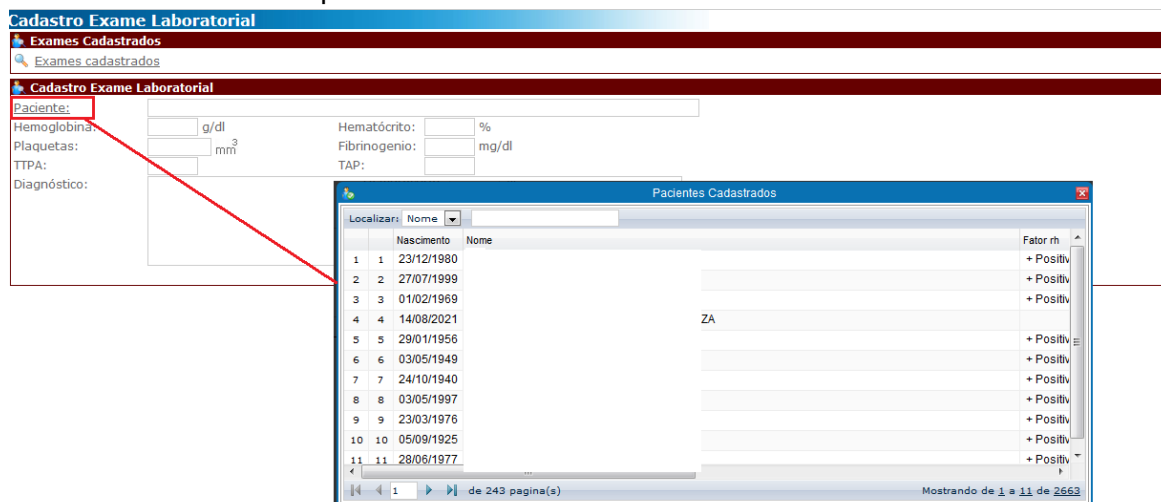 Cadastro Exame Laboratorial
Exames Cadastrados
Exames cadastrados
Cadastro Exame Laboratorial
Paciente:
Hemoglobina: g/dl Hematócrito: %
Plaquetas: mm3 Fibrinogenio: mg/dl
TTPA: TAP:
Diagnóstico:
Pacientes Cadastrados
Localizar: Nome
Nascimento Nome Fator rh
1 1 23/12/1980 + Positiv
2 2 27/07/1999 + Positiv
3 3 01/02/1969 + Positiv
4 4 14/08/2021 ZA
5 5 29/01/1956 + Positiv
6 6 03/05/1949 + Positiv
7 7 24/10/1940 + Positiv
8 8 03/05/1997 + Positiv
9 9 23/03/1976 + Positiv
10 10 05/09/1925 + Positiv
11 11 28/06/1977 + Positiv
1 de 243 pagina(s) Mostrando de 1 a 11 de 2663